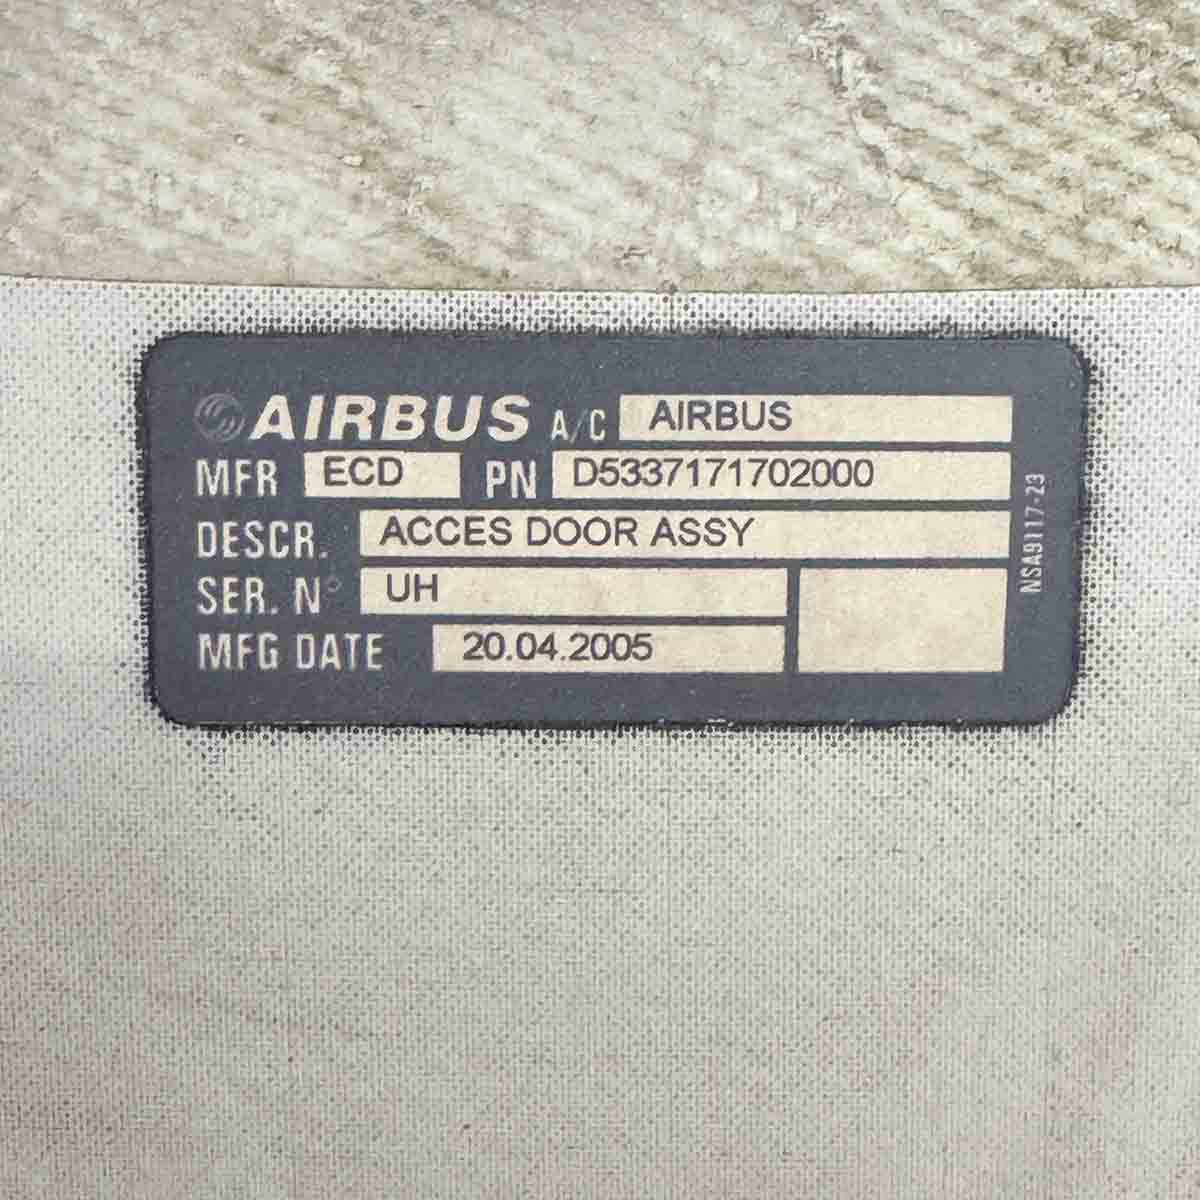 AIRBUS A/C AIRBUS
MFR ECD PN D5337171702000
DESCR. ACCES DOOR ASSY
SER. N° UH
MFG DATE 20.04.2005
NSA9117-23